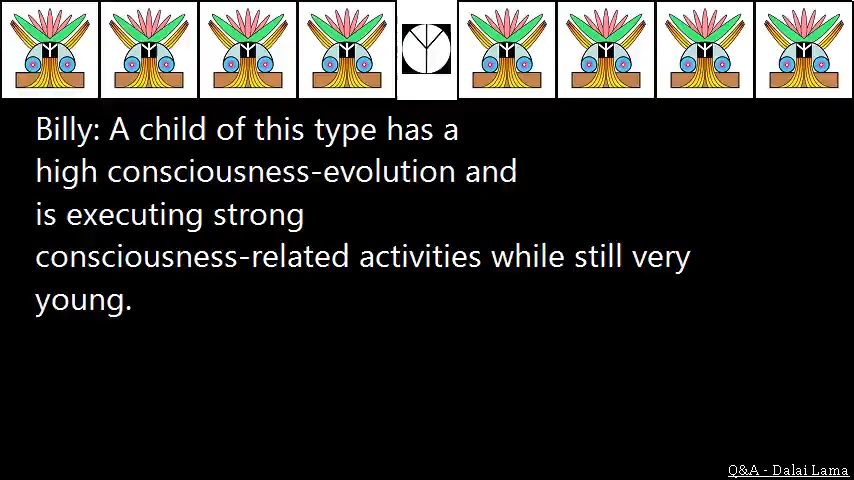 Billy: A child of this type has a
high consciousness-evolution and
is executing strong
consciousness-related activities while still very
young.
Q&A - Dalai Lama